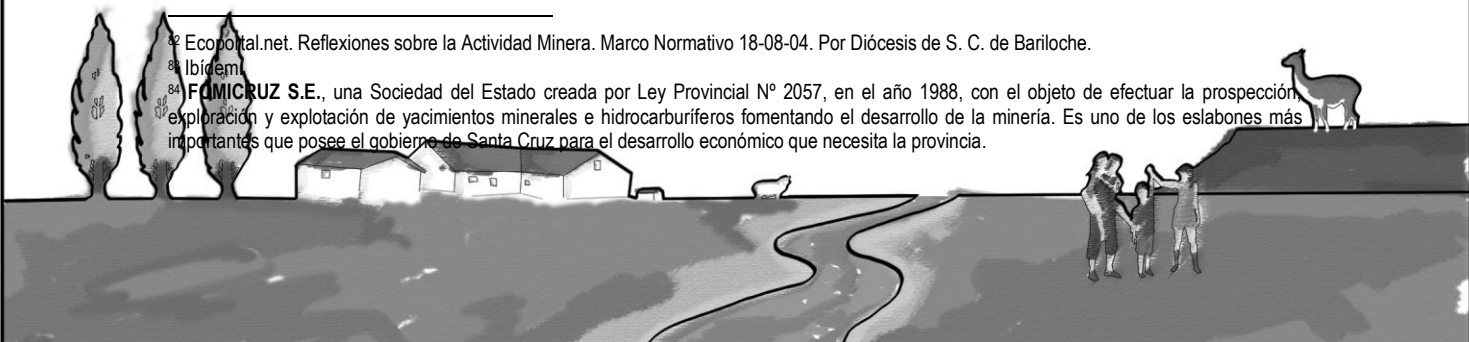 82 Ecoportal.net. Reflexiones sobre la Actividad Minera. Marco Normativo 18-08-04. Por Diócesis de S. C. de Bariloche.
83 Ibídem.
84 FOMICRUZ S.E., una Sociedad del Estado creada por Ley Provincial Nº 2057, en el año 1988, con el objeto de efectuar la prospección,
exploración y explotación de yacimientos minerales e hidrocarburíferos fomentando el desarrollo de la minería. Es uno de los eslabones más
importantes que posee el gobierno de Santa Cruz para el desarrollo económico que necesita la provincia.